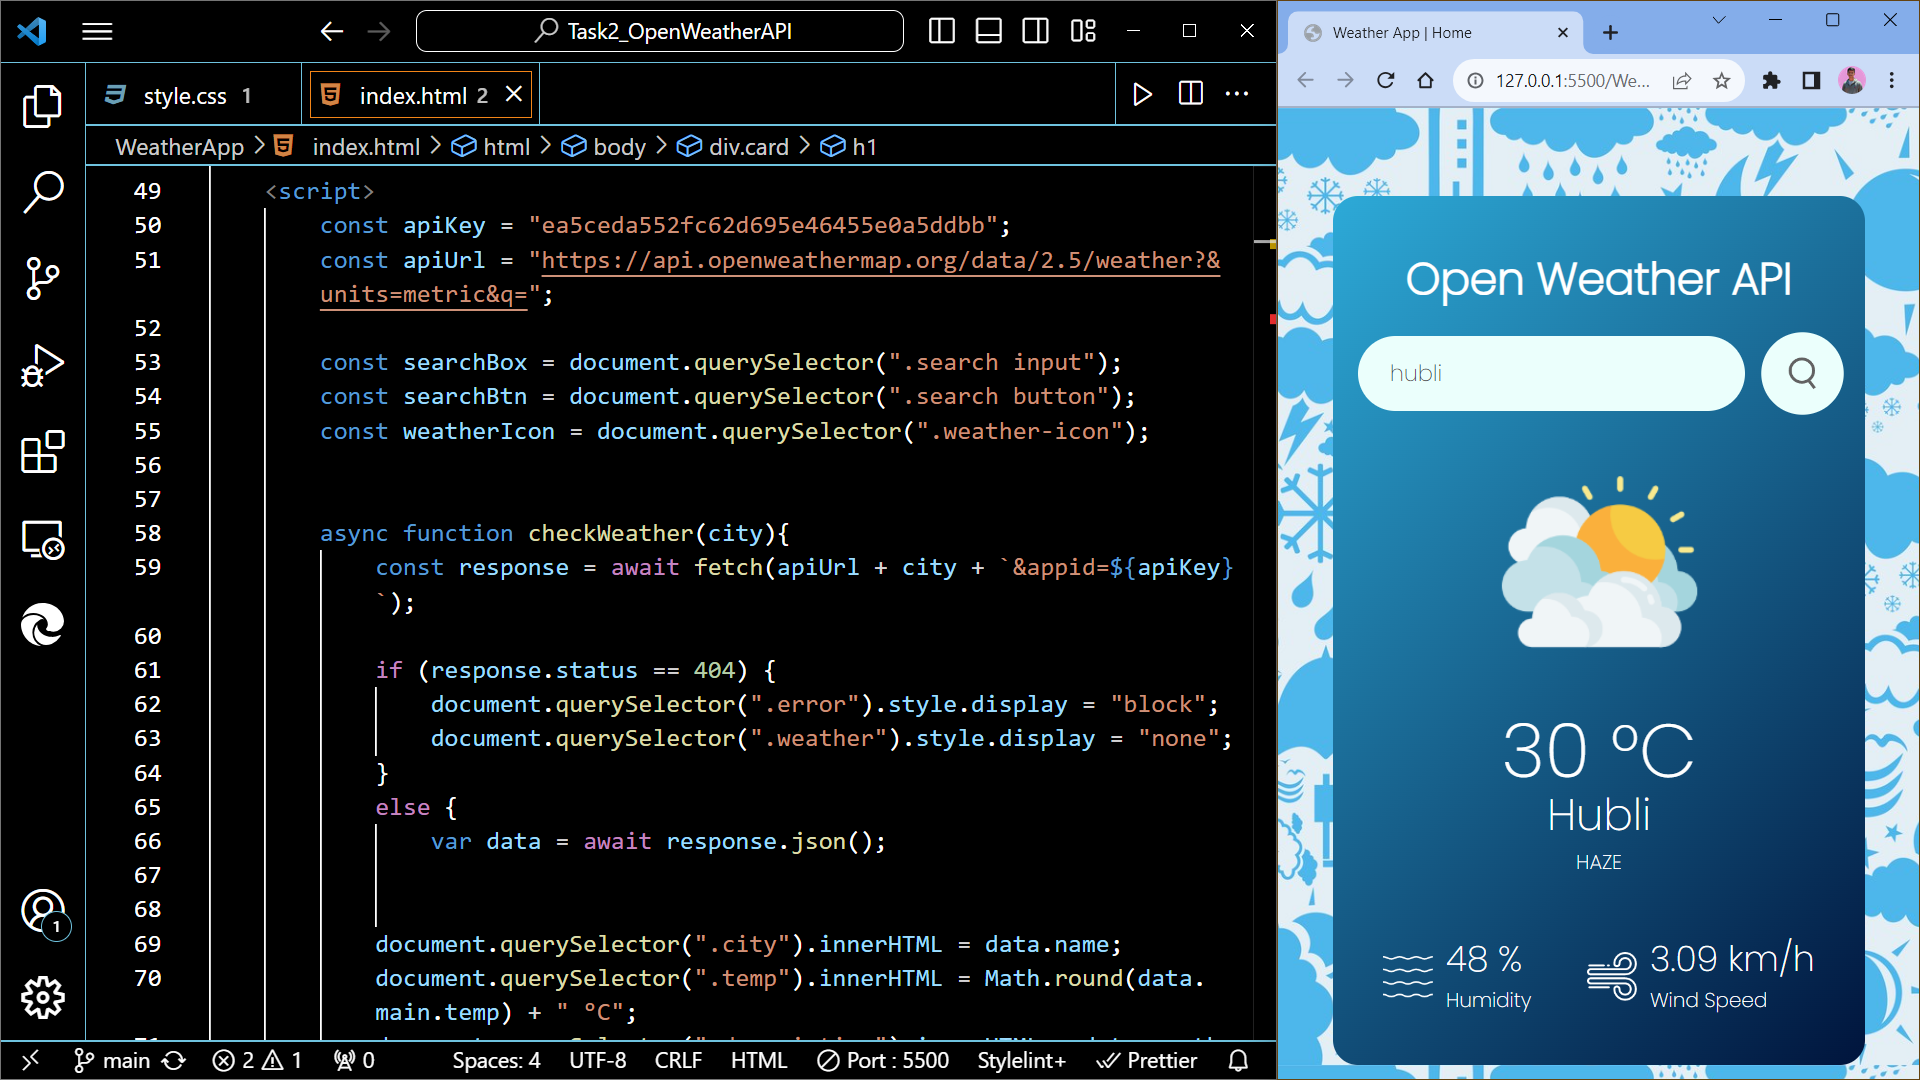 Task2_OpenWeatherAPI
style.css 1
index.html 2
WeatherApp > index.html > html > body > div.card > h1
49 <script>
50 const apiKey = "ea5ceda552fc62d695e46455e0a5ddbb";
51 const apiUrl = "https://api.openweathermap.org/data/2.5/weather?&
units=metric&q=";
52
53 const searchBox = document.querySelector(".search input");
54 const searchBtn = document.querySelector(".search button");
55 const weatherIcon = document.querySelector(".weather-icon");
56
57
58 async function checkWeather(city){
59 const response = await fetch(apiUrl + city + `&appid=${apiKey}
`);
60
61 if (response.status == 404) {
62 document.querySelector(".error").style.display = "block";
63 document.querySelector(".weather").style.display = "none";
64 }
65 else {
66 var data = await response.json();
67
68
69 document.querySelector(".city").innerHTML = data.name;
70 document.querySelector(".temp").innerHTML = Math.round(data.
main.temp) + " °C";
1
main 2 1 0 Spaces: 4 UTF-8 CRLF HTML Port : 5500 Stylelint+ Prettier
Weather App | Home
127.0.0.1:5500/We...
Open Weather API
hubli
30 °C
Hubli
HAZE
48 %
Humidity
3.09 km/h
Wind Speed